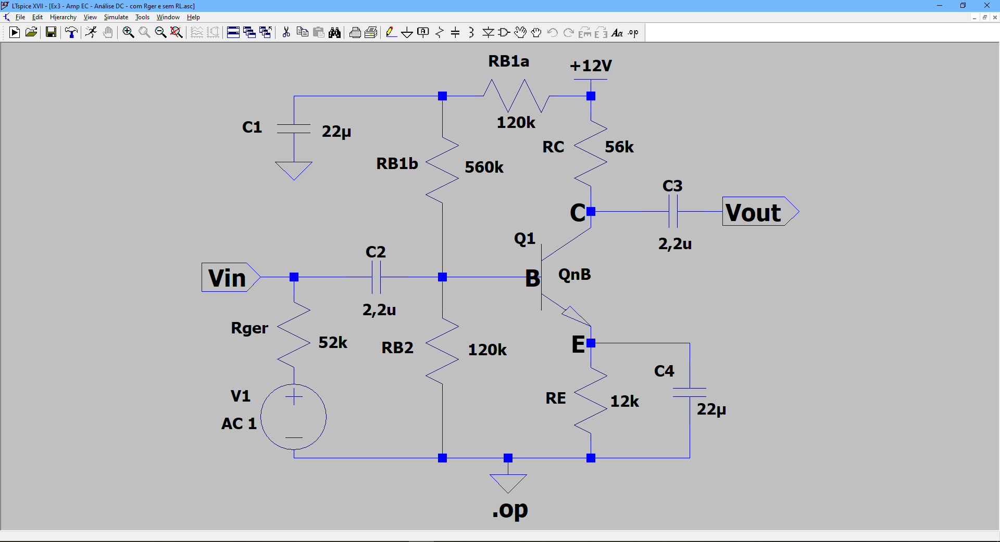 LTspice XVII - [Ex3 - Amp EC - Análise DC - com Rger e sem RL.asc]
File Edit Hierarchy View Simulate Tools Window Help
Aa .op
RB1a
+12V
120k
C1
22µ
RC
56k
RB1b
560k
C3
C
Vout
Q1
2,2u
C2
Vin
B
QnB
2,2u
Rger
52k
RB2
120k
E
C4
V1
RE
12k
22µ
AC 1
.op